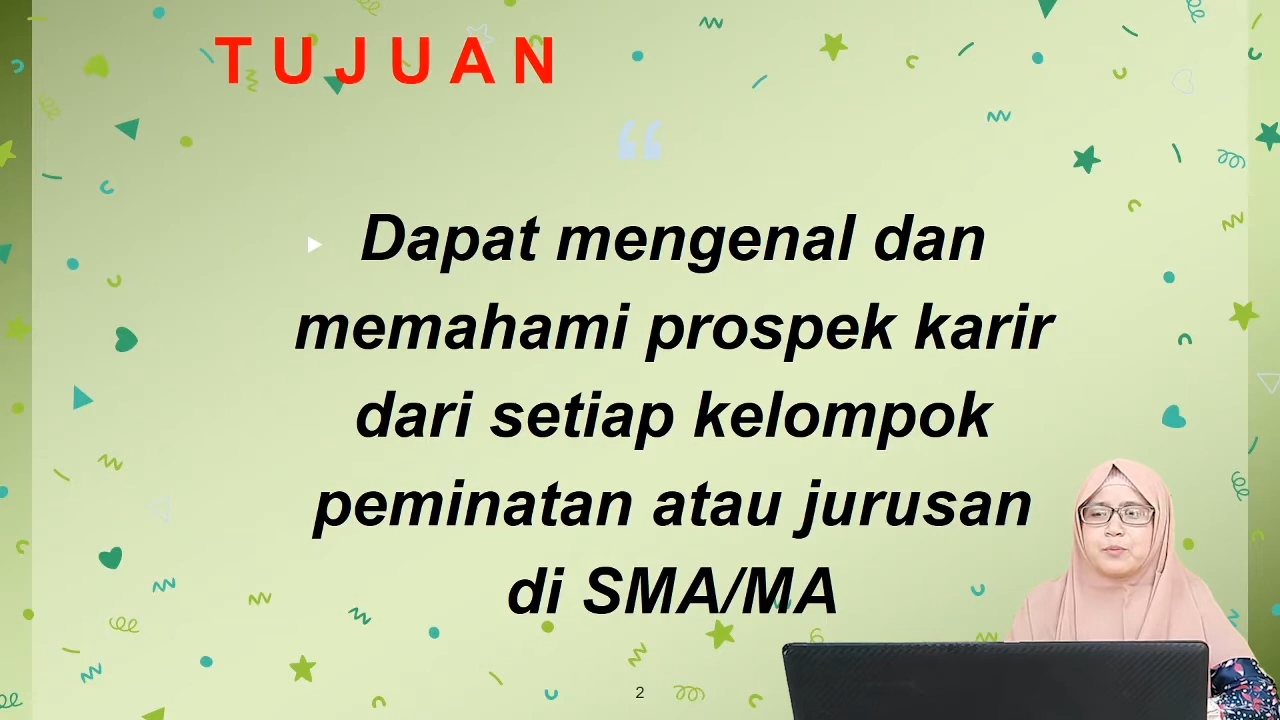 TUJUAN
“
Dapat mengenal dan
memahami prospek karir
dari setiap kelompok
peminatan atau jurusan
di SMA/MA
2